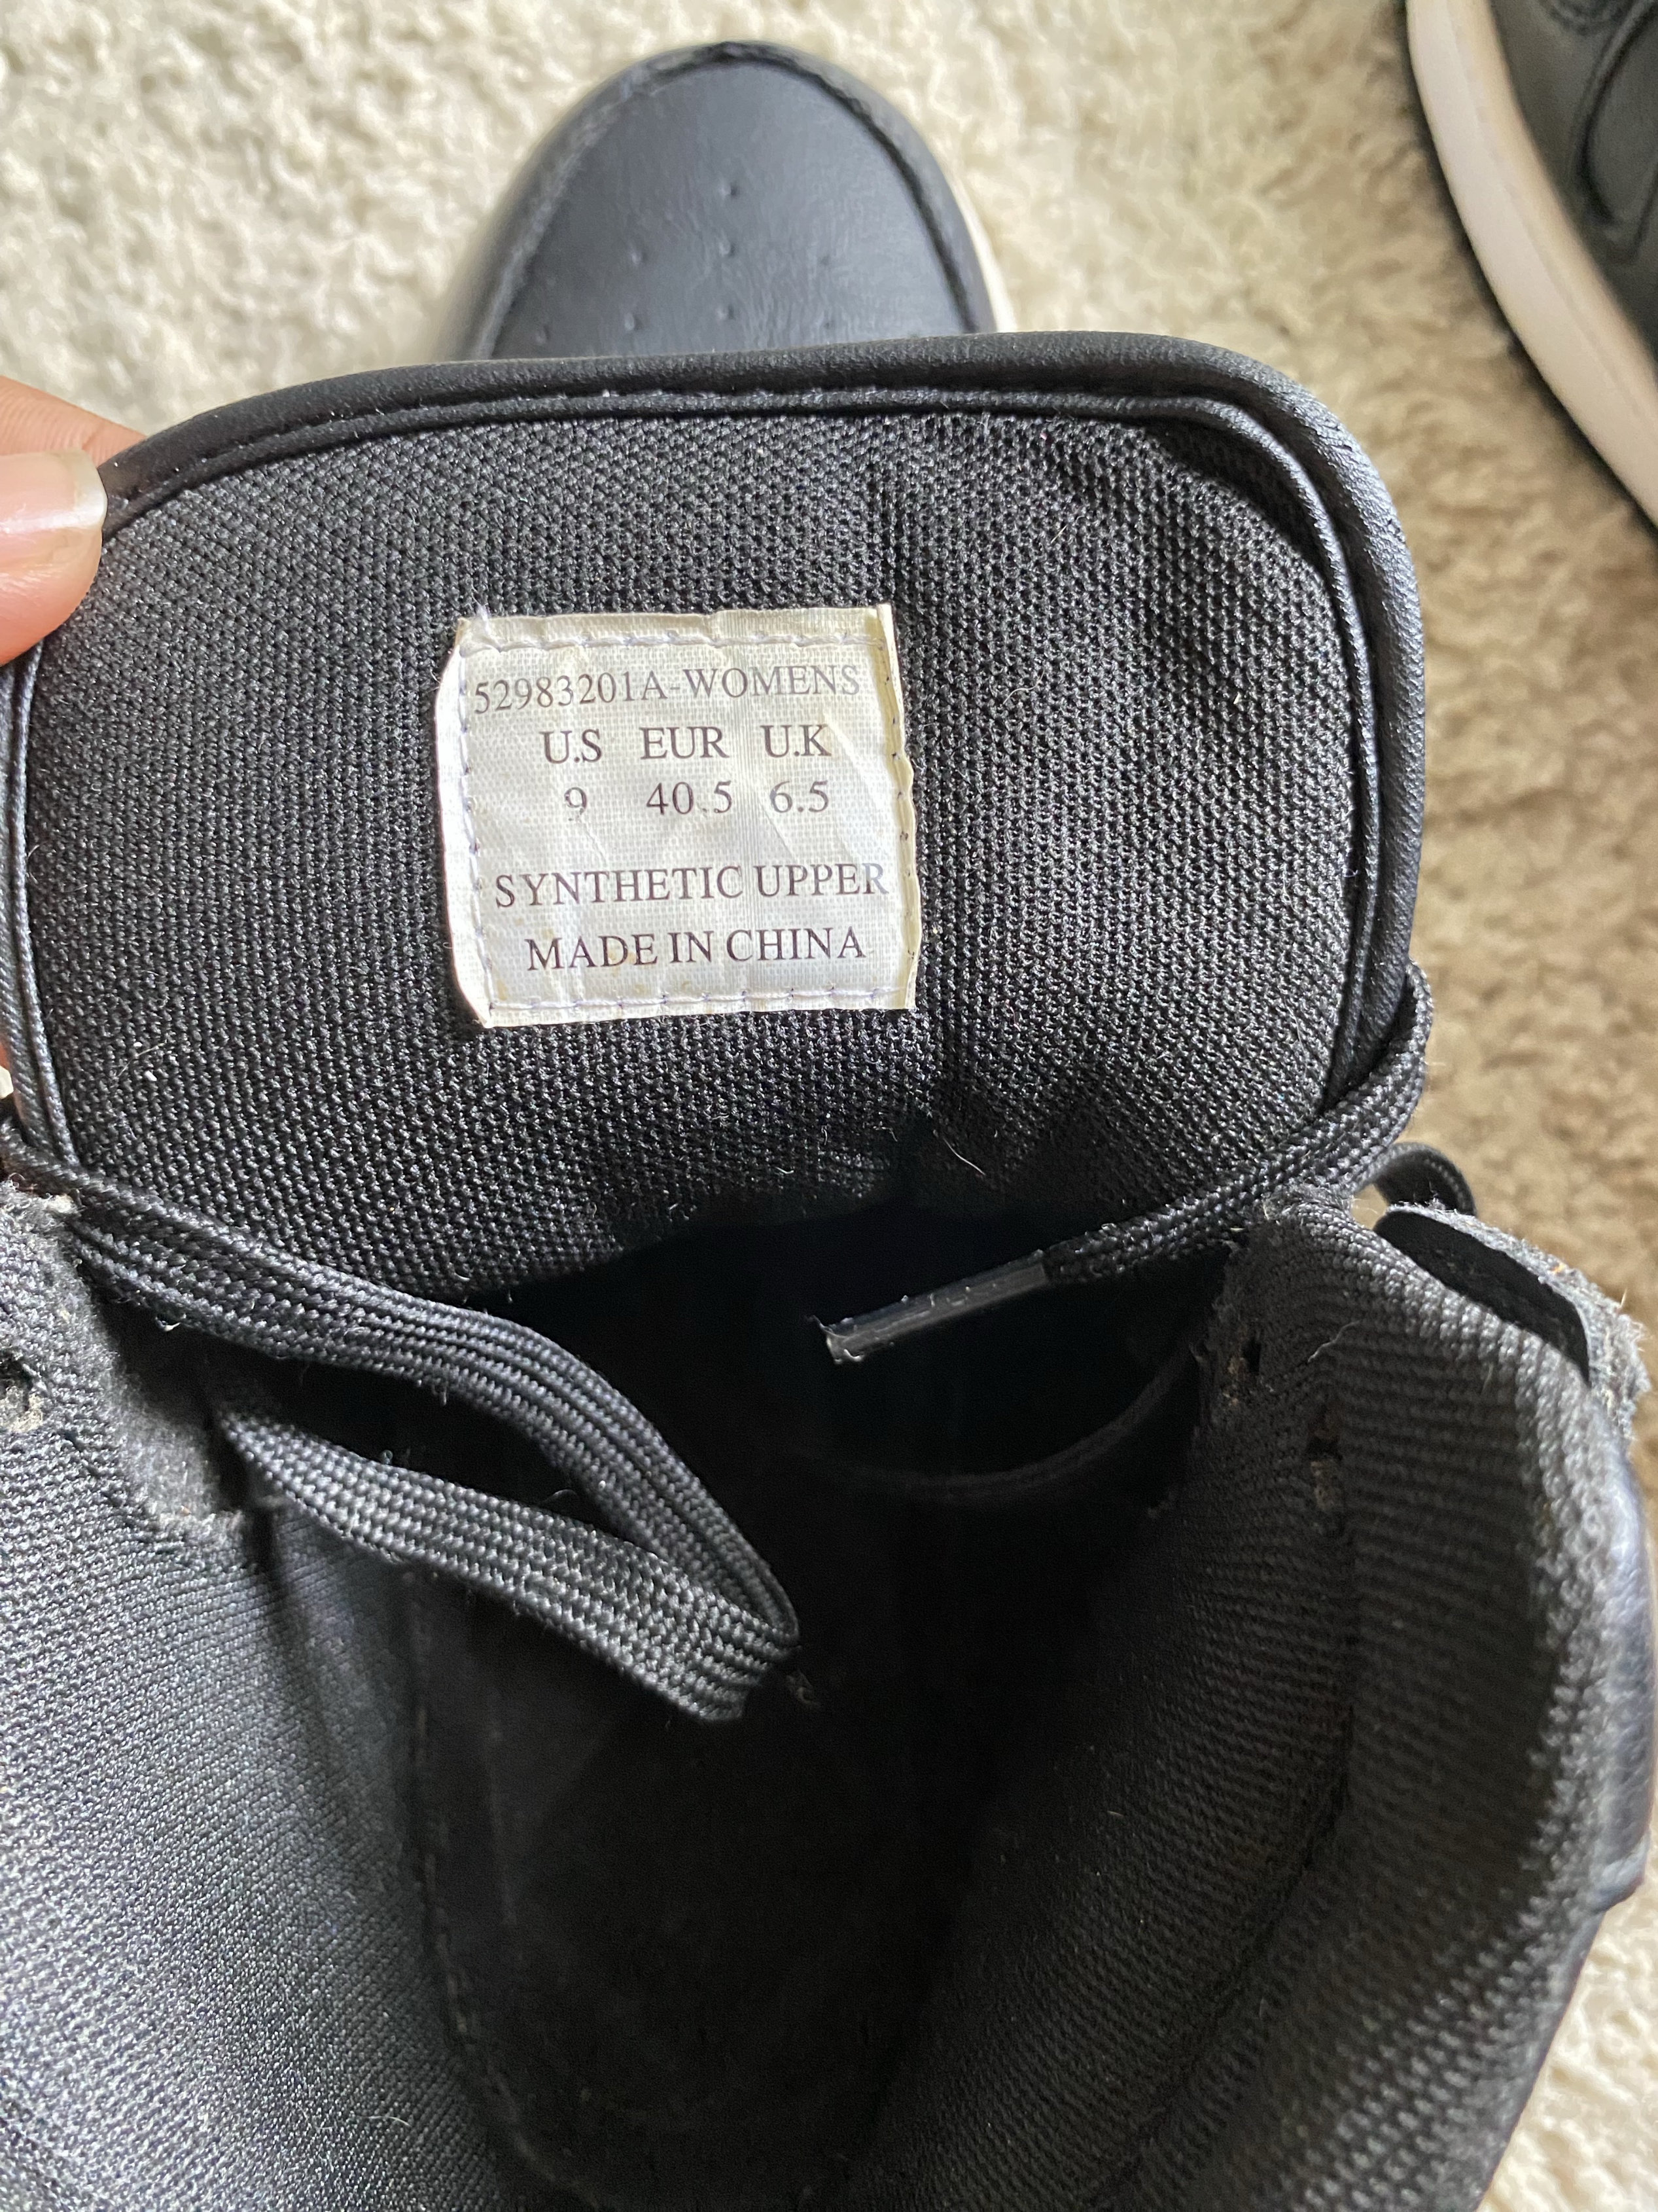 52983201A-WOMENS
U.S EUR U.K
9 40.5 6.5
SYNTHETIC UPPER
MADE IN CHINA